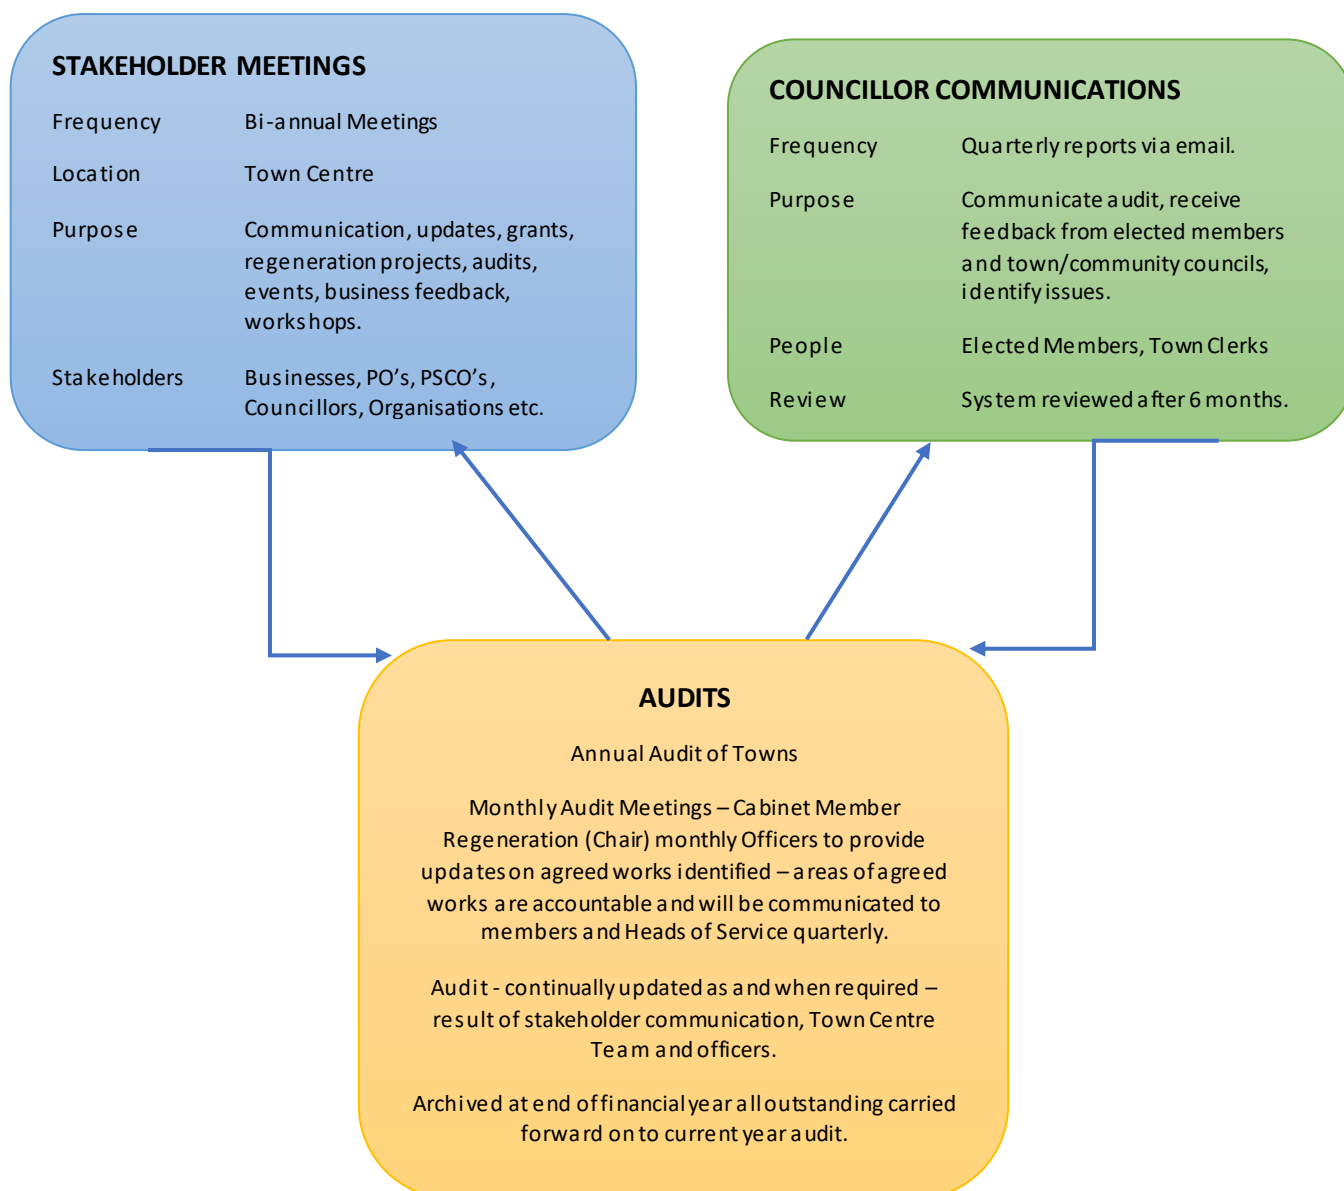 STAKEHOLDER MEETINGS
Frequency Bi-annual Meetings
Location Town Centre
Purpose Communication, updates, grants,
regeneration projects, audits,
events, business feedback,
workshops.
Stakeholders Businesses, PO’s, PSCO’s,
Councillors, Organisations etc.
COUNCILLOR COMMUNICATIONS
Frequency Quarterly reports via email.
Purpose Communicate audit, receive
feedback from elected members
and town/community councils,
identify issues.
People Elected Members, Town Clerks
Review System reviewed after 6 months.
AUDITS
Annual Audit of Towns
Monthly Audit Meetings – Cabinet Member
Regeneration (Chair) monthly Officers to provide
updates on agreed works identified – areas of agreed
works are accountable and will be communicated to
members and Heads of Service quarterly.
Audit - continually updated as and when required –
result of stakeholder communication, Town Centre
Team and officers.
Archived at end of financial year all outstanding carried
forward on to current year audit.